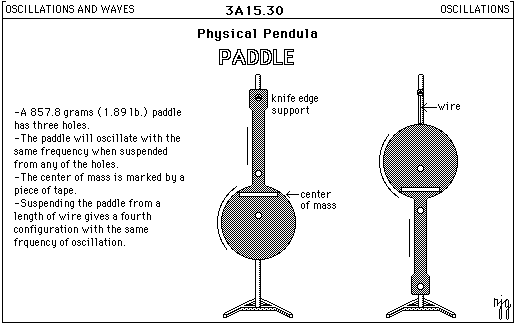 OSCILLATIONS AND WAVES
3A15.30
OSCILLATIONS
Physical Pendula
PADDLE
-A 857.8 grams (1.89 lb.) paddle
has three holes.
-The paddle will oscillate with the
same frequency when suspended
from any of the holes.
-The center of mass is marked by a
piece of tape.
-Suspending the paddle from a
length of wire gives a fourth
configuration with the same
frquency of oscillation.
knife edge
support
center
of mass
wire